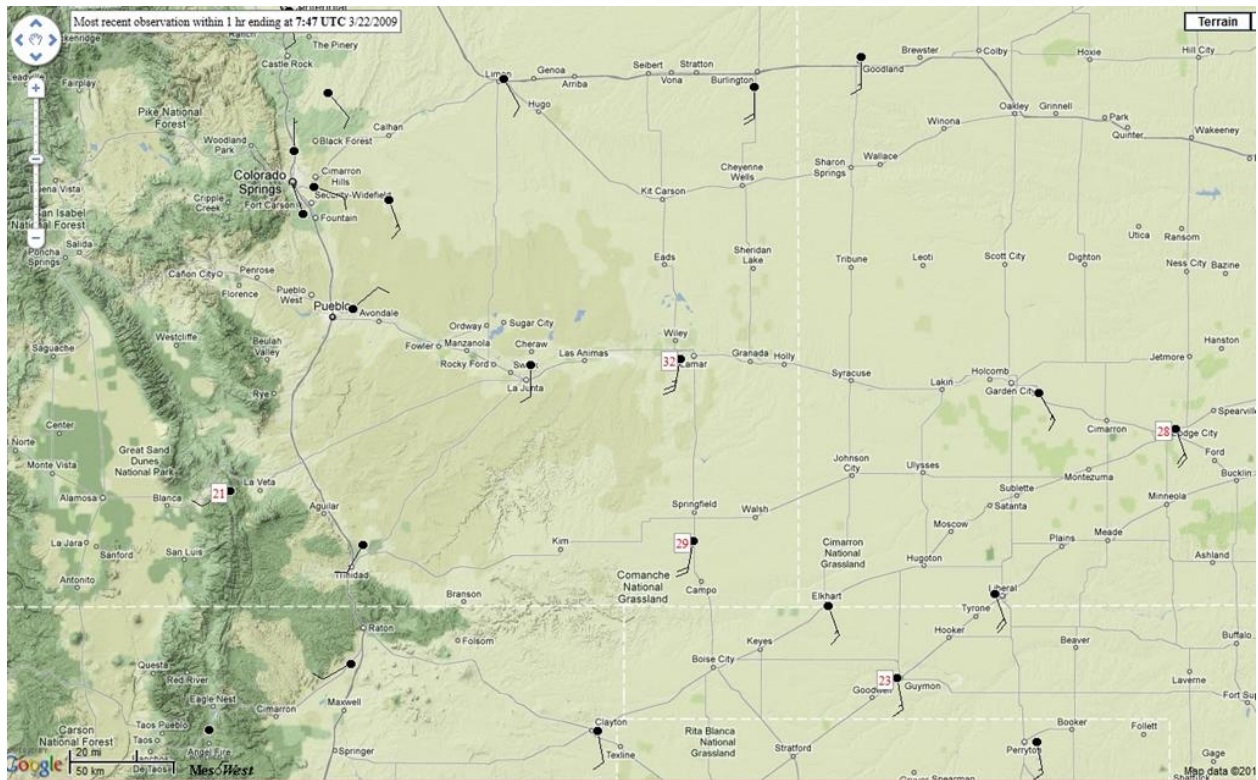 Most recent observation within 1 hr ending at 7:47 UTC 3/22/2009
Terrain
Castle Rock
The Pinery
Limon
Genoa
Arriba
Seibert
Vona
Stratton
Burlington
Goodland
Brewster
Colby
Hoxie
Hill City
Fairplay
Pike National
Forest
Hugo
Calhan
Black Forest
Woodland
Park
Oakley
Grinnell
Park
Quinter
Wakeeney
Winona
Wallace
Sharon
Springs
Cheyenne
Wells
Kit Carson
Colorado
Springs
Cimarron
Hills
Security-Widefield
Fort Carson
Fountain
Cripple
Creek
Buena Vista
San Isabel
National Forest
Salida
Poncha
Springs
Utica
Ransom
Sheridan
Lake
Eads
Tribune
Leoti
Scott City
Dighton
Ness City
Bazine
Cañon City
Penrose
Florence
Pueblo
West
Pueblo
Avondale
Ordway
Sugar City
Fowler
Manzanola
Cheraw
Rocky Ford
Swink
La Junta
Las Animas
Wiley
32
Lamar
Granada
Holly
Syracuse
Lakin
Holcomb
Garden City
Jetmore
Hanston
Westcliffe
Beulah
Valley
Saguache
Rye
Cimarron
28
Dodge City
Spearville
Ford
Bucklin
Center
Monte Vista
Great Sand
Dunes
National Park
Alamosa
Blanca
21
La Veta
Aguilar
Johnson
City
Ulysses
Montezuma
Sublette
Satanta
Minneola
Springfield
Walsh
Moscow
Plains
Meade
Ashland
La Jara
Sanford
San Luis
Antonito
Kim
29
Campo
Cimarron
National
Grassland
Hugoton
Trinidad
Comanche
National
Grassland
Branson
Elkhart
Liberal
Tyrone
Raton
Folsom
Keyes
Hooker
Beaver
Buffalo
Boise City
Questa
Red River
Eagle Nest
Cimarron
Maxwell
23
Goodwell
Guymon
Laverne
Carson
National Forest
Taos Pueblo
Taos
Angel Fire
Springer
Clayton
Texline
Rita Blanca
National
Grassland
Stratford
Booker
Follett
Perryton
Spearman
Gage
20 mi
50 km
Google
MesoWest